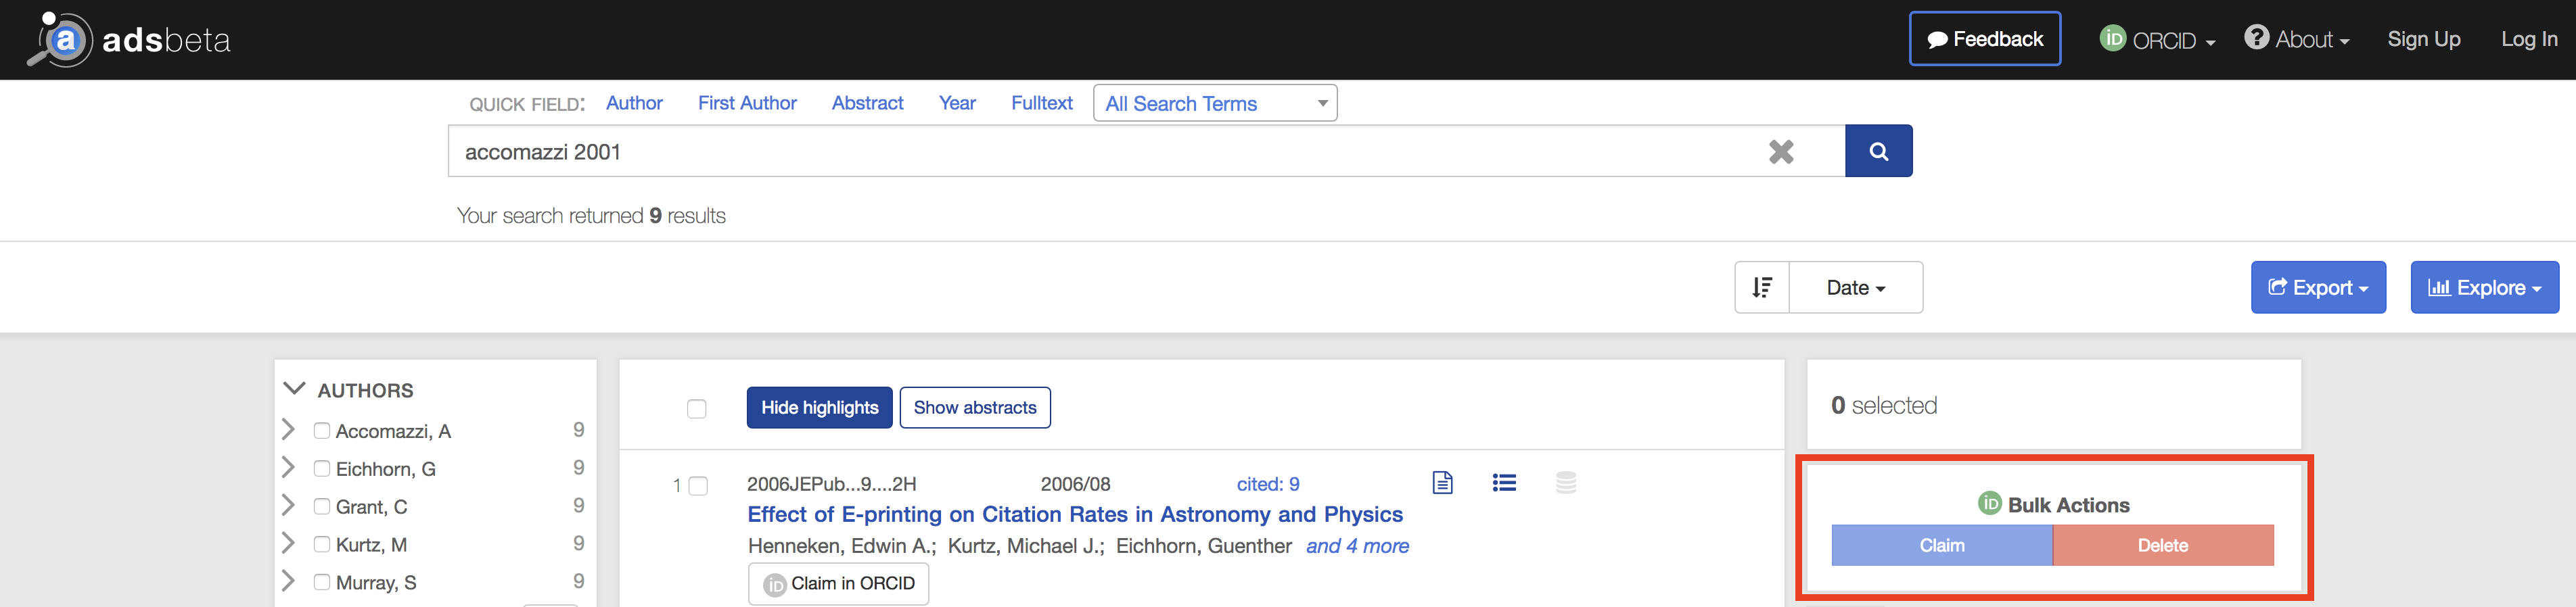 adsbeta
Feedback
iD ORCID
About
Sign Up
Log In
QUICK FIELD: Author First Author Abstract Year Fulltext All Search Terms
accomazzi 2001
Your search returned 9 results
Date
Export
Explore
AUTHORS
Accomazzi, A 9
Eichhorn, G 9
Grant, C 9
Kurtz, M 9
Murray, S 9
Hide highlights
Show abstracts
1 2006JEPub...9....2H 2006/08 cited: 9
Effect of E-printing on Citation Rates in Astronomy and Physics
Henneken, Edwin A.; Kurtz, Michael J.; Eichhorn, Guenther and 4 more
iD Claim in ORCID
0 selected
iD Bulk Actions
Claim Delete